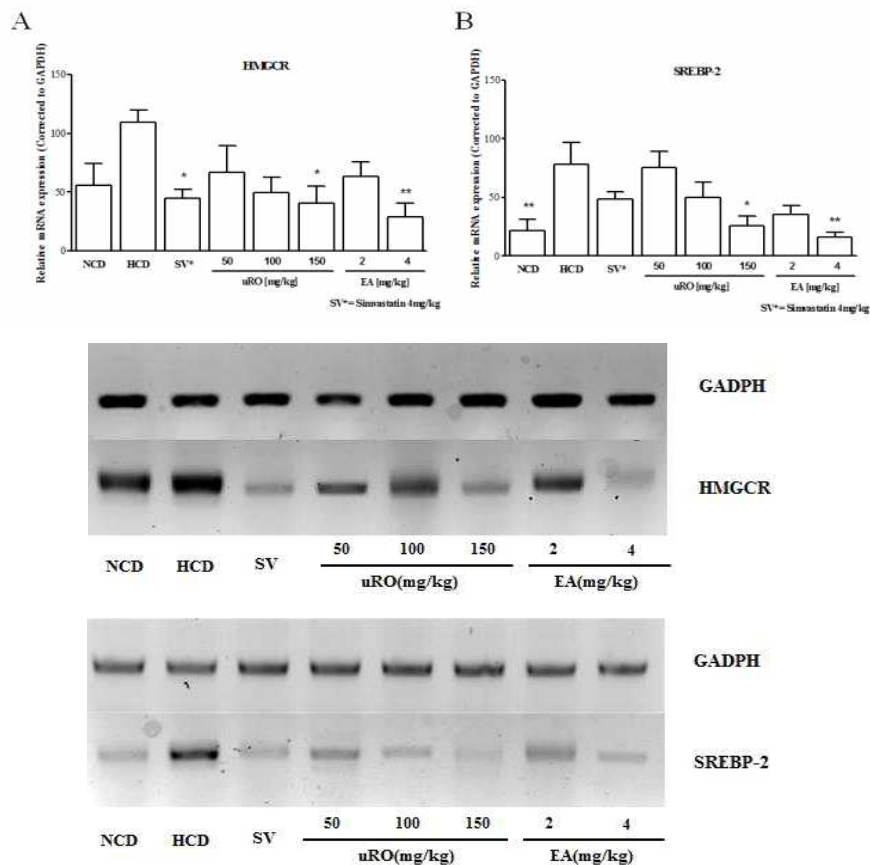 A
HMGCR
Relative mRNA expression (Corrected to GAPDH)
150
100
50
0
*
*
**
NCD HCD SV* 50 100 150 2 4
uRO [mg/kg] EA [mg/kg]
SV*= Simvastatin 4mg/kg
B
SREBP-2
Relative mRNA expression (Corrected to GAPDH)
150
100
50
0
**
*
**
NCD HCD SV* 50 100 150 2 4
uRO [mg/kg] EA [mg/kg]
SV*= Simvastatin 4mg/kg
GADPH
HMGCR
50 100 150 2 4
NCD HCD SV
uRO(mg/kg) EA(mg/kg)
GADPH
SREBP-2
50 100 150 2 4
NCD HCD SV
uRO(mg/kg) EA(mg/kg)